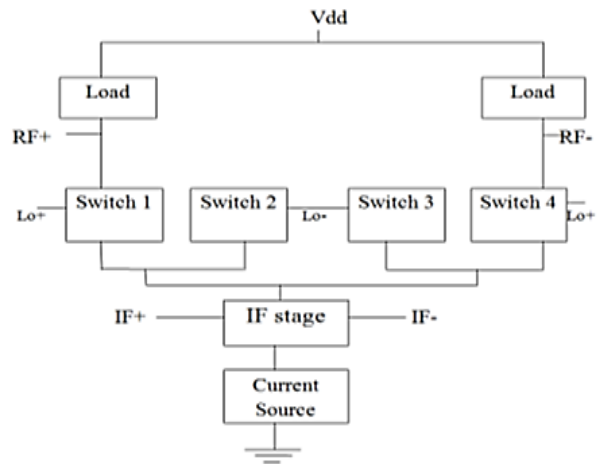 Vdd
Load
Load
RF+
RF-
Switch 1
Switch 2
Switch 3
Switch 4
Lo+
Lo-
Lo+
IF+
IF stage
IF-
Current
Source